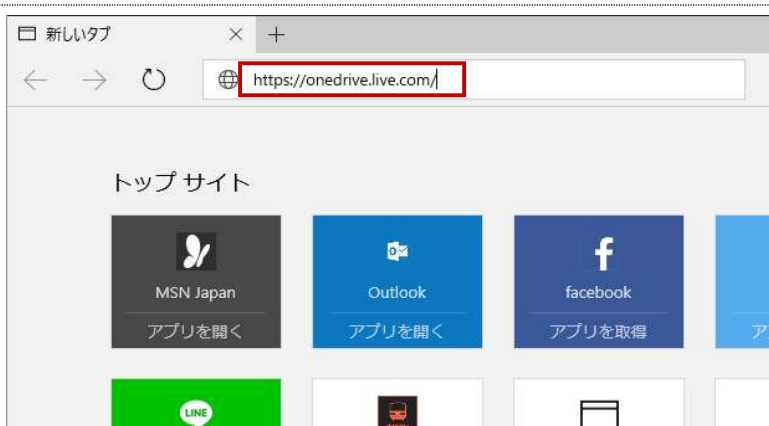 新しいタブ
https://onedrive.live.com/
トップ サイト
MSN Japan
Outlook
facebook
アプリを開く
アプリを開く
アプリを取得
ア
LINE